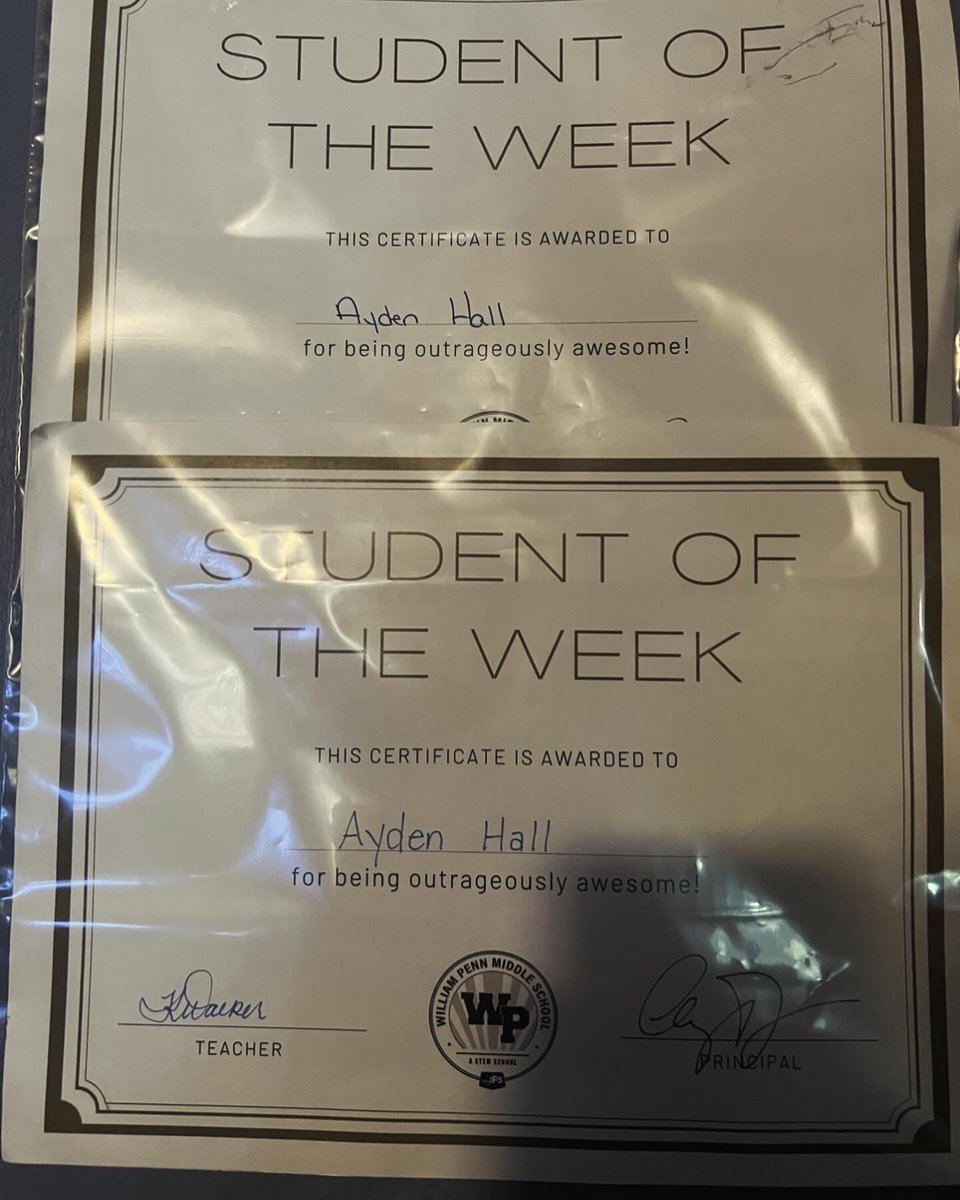 STUDENT OF
THE WEEK
THIS CERTIFICATE IS AWARDED TO
Ayden Hall
for being outrageously awesome!
STUDENT OF
THE WEEK
THIS CERTIFICATE IS AWARDED TO
Ayden Hall
for being outrageously awesome!
WILLIAM PENN MIDDLE SCHOOL
WP
A STEM SCHOOL
IFS
TEACHER
PRINCIPAL